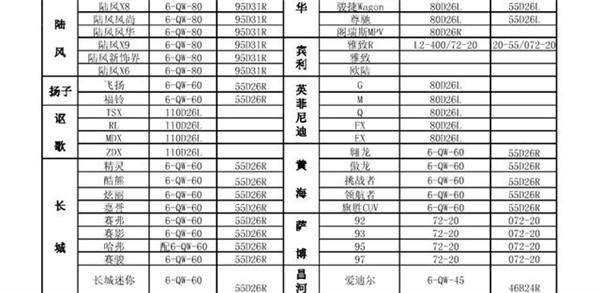 陆风X8 6-QW-80 95D31R 骏捷Wagon 80D26L 55D26L
陆 陆风风尚 6-QW-80 95D31R 华 尊驰 80D26L 55D26L
陆风风华 6-QW-80 95D31R 阁瑞斯MPV 80D26R
风 陆风X9 6-QW-80 95D31R 宾 雅致R L2-400/72-20 20-55/072-20
陆风新饰界 6-QW-80 95D31R 利 雅致
陆风X6 6-QW-80 95D31R 欧陆
扬子 飞扬 6-QW-60 55D26R 英 G 80D26L
福铃 6-QW-60 55D26R 菲 M 80D26L
讴 TSX 110D26L 尼 Q 80D26L
RL 110D26L 迪 FX 80D26L
歌 MDX 110D26L EX 80D26L
ZDX 110D26L 翱龙 6-QW-60 55D26R
精灵 6-QW-60 55D26R 黄 傲龙 6-QW-60 55D26R
酷熊 6-QW-60 55D26R 挑战者 6-QW-60 55D26R
长 炫丽 6-QW-60 55D26R 海 领航者 6-QW-60 55D26R
嘉誉 6-QW-60 55D26R 旗胜CUV 6-QW-60 55D26R
赛弗 6-QW-60 55D26R 萨 92 72-20 072-20
城 赛影 6-QW-60 55D26R 93 72-20 072-20
哈弗 配6-QW-60 55D26R 博 95 72-20 072-20
赛骏 6-QW-60 55D26R 97 72-20 072-20
长城迷你 6-QW-60 55D26R 昌河 爱迪尔 6-QW-45 46B24R